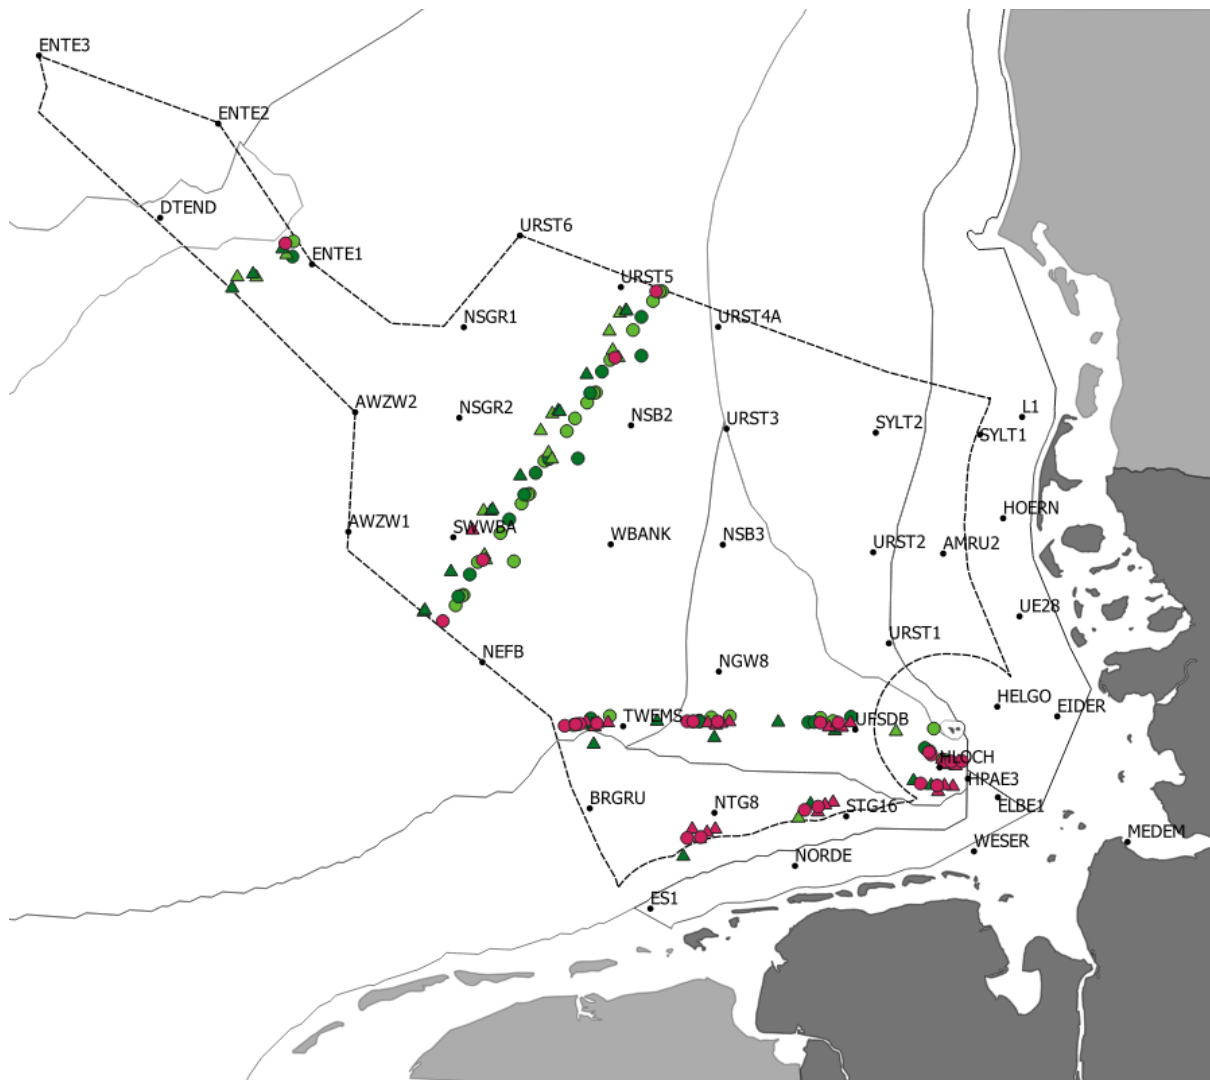 ENTE3
ENTE2
DTEND
URST6
ENTE1
URST5
NSGR1
URST4A
AWZW2
NSGR2
NSB2
URST3
SYLT2
L1
SYLT1
AWZW1
SWWBA
WBANK
NSB3
URST2
AMRU2
HOERN
UE28
URST1
NEFB
NGW8
HELGO
EIDER
TWEMS
UFSDB
HLOCH
HPAE3
BRGRU
NTG8
STG16
ELBE1
MEDEM
NORDE
WESER
ES1